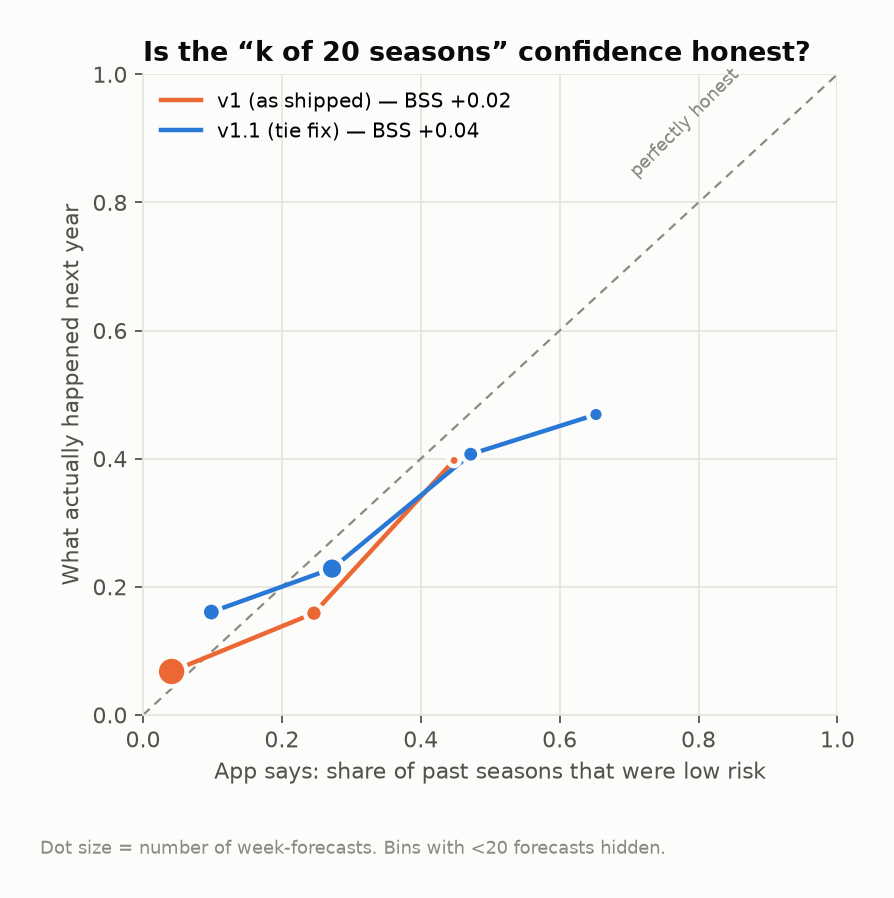 Is the “k of 20 seasons” confidence honest?
1.0
v1 (as shipped) — BSS +0.02
v1.1 (tie fix) — BSS +0.04
perfectly honest
0.8
0.6
0.4
0.2
0.0
What actually happened next year
0.0 0.2 0.4 0.6 0.8 1.0
App says: share of past seasons that were low risk
Dot size = number of week-forecasts. Bins with <20 forecasts hidden.